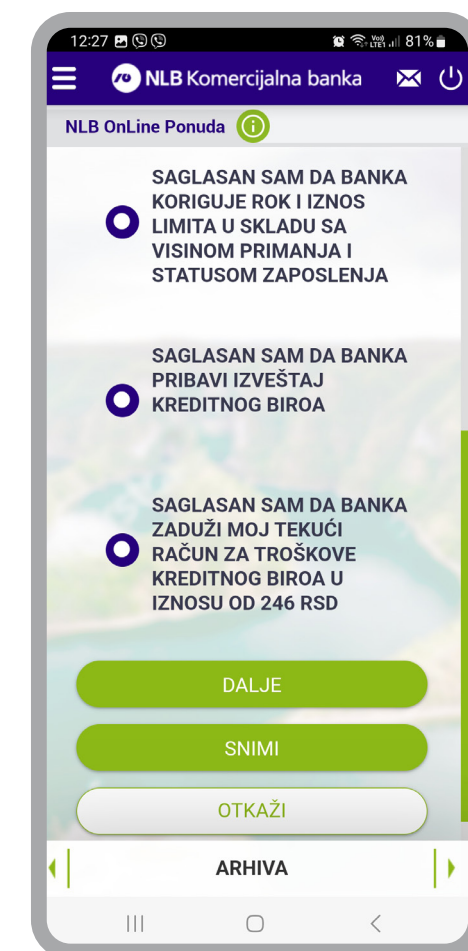 12:27
Vo)) LTE1 81%
NLB Komercijalna banka
NLB OnLine Ponuda
SAGLASAN SAM DA BANKA
KORIGUJE ROK I IZNOS
LIMITA U SKLADU SA
VISINOM PRIMANJA I
STATUSOM ZAPOSLENJA
SAGLASAN SAM DA BANKA
PRIBAVI IZVEŠTAJ
KREDITNOG BIROA
SAGLASAN SAM DA BANKA
ZADUŽI MOJ TEKUĆI
RAČUN ZA TROŠKOVE
KREDITNOG BIROA U
IZNOSU OD 246 RSD
DALJE
SNIMI
OTKAŽI
ARHIVA